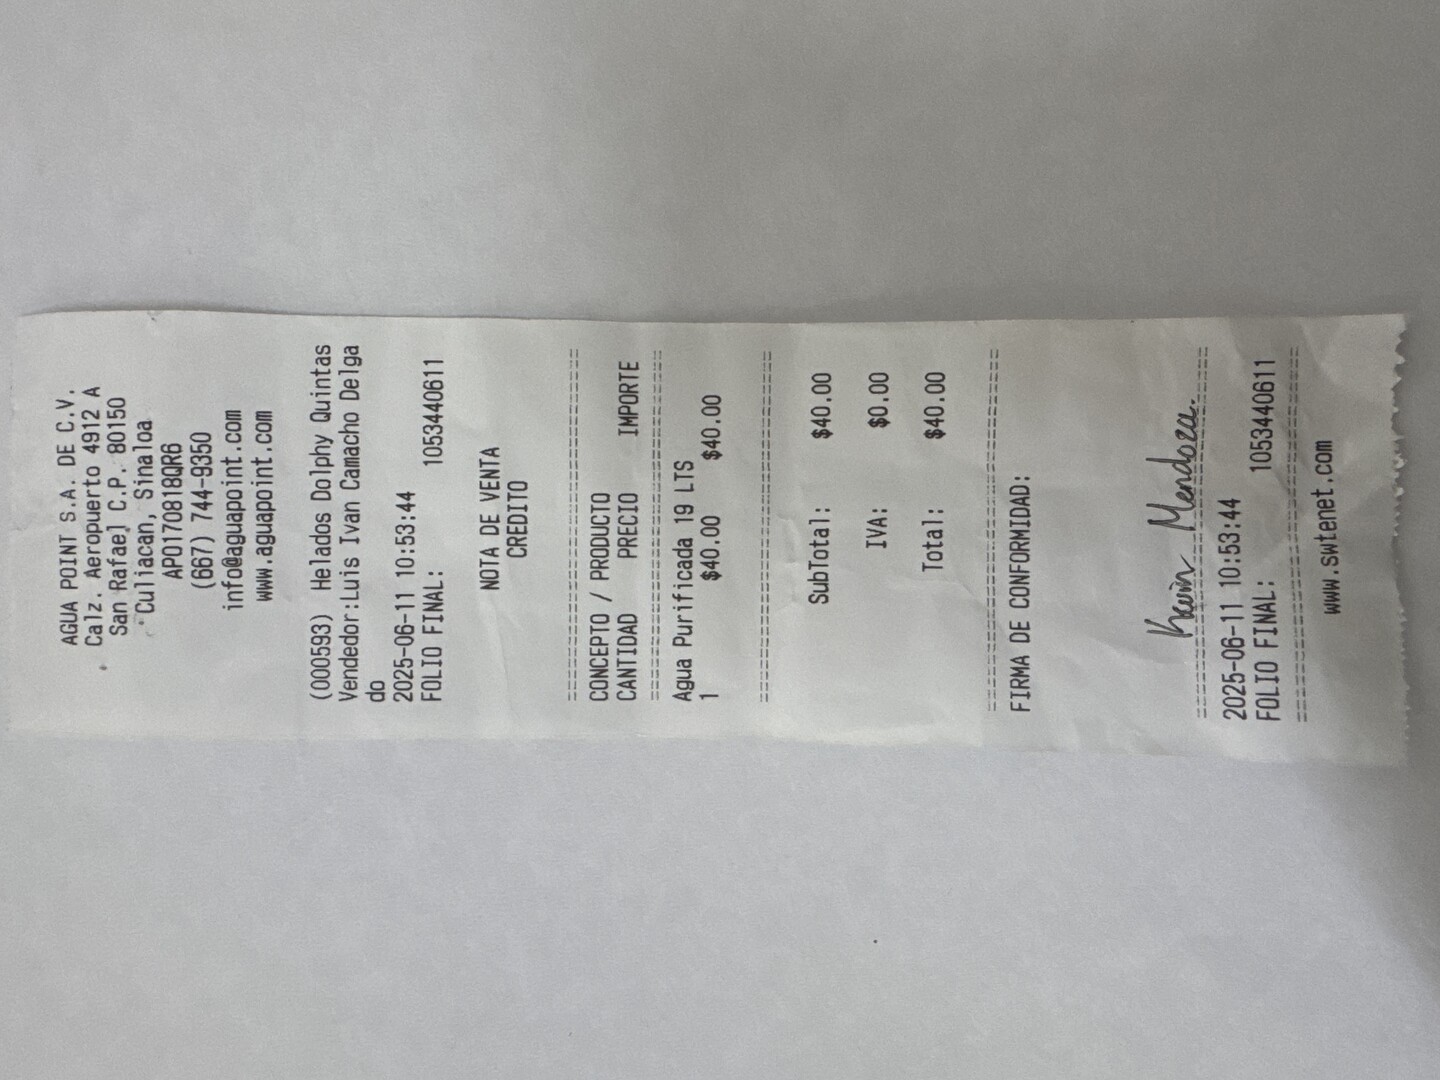 AGUA POINT S.A. DE C.V.
Calz. Aeropuerto 4912 A
San Rafael C.P. 80150
Culiacan, Sinaloa
APO170818QR6
(667) 744-9350
info@aguapoint.com
www.aguapoint.com
(000593) Helados Dolphy Quintas
Vendedor:Luis Ivan Camacho Delga
do
2025-06-11 10:53:44
FOLIO FINAL: 1053440611
NOTA DE VENTA
CREDITO
================================
CONCEPTO / PRODUCTO
CANTIDAD PRECIO IMPORTE
================================
Agua Purificada 19 LTS
1 $40.00 $40.00
================================
SubTotal: $40.00
IVA: $0.00
Total: $40.00
================================
FIRMA DE CONFORMIDAD:
Kevin Mendoza.
================================
2025-06-11 10:53:44
FOLIO FINAL: 1053440611
================================
www.swtenet.com